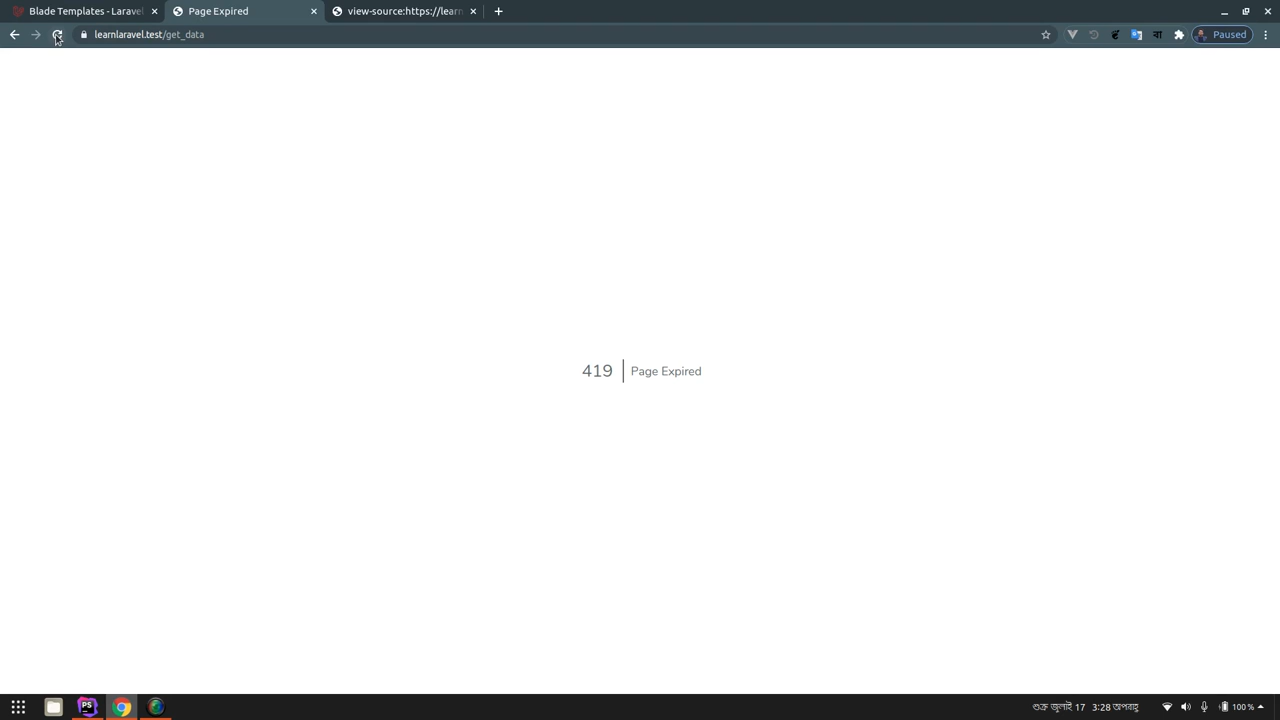 Blade Templates - Laravel
Page Expired
view-source:https://learn
learnlaravel.test/get_data
Paused
419
Page Expired
PS
শুক্র জুলাই 17 3:28 অপরাহ্ণ
100%